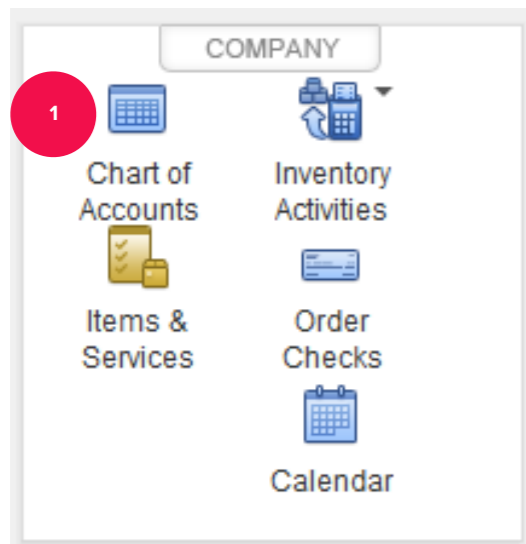 COMPANY
1
Chart of
Accounts
Inventory
Activities
Items &
Services
Order
Checks
Calendar